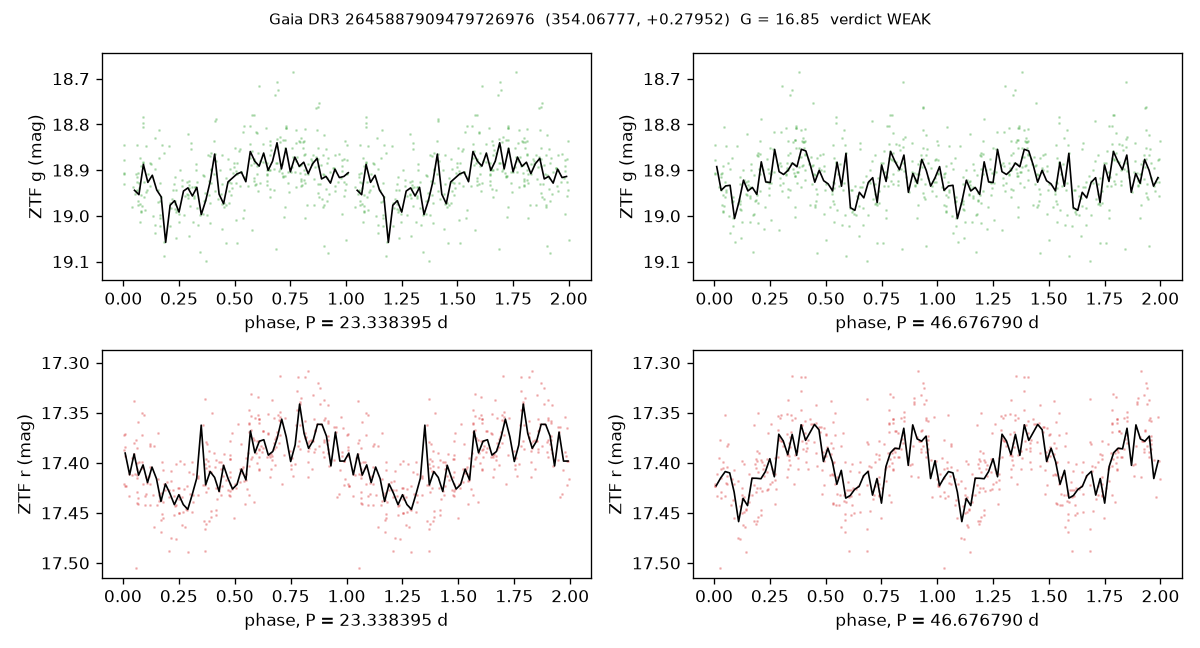 Gaia DR3 2645887909479726976 (354.06777, +0.27952) G = 16.85 verdict WEAK
18.7
18.8
18.9
19.0
19.1
ZTF g (mag)
0.00 0.25 0.50 0.75 1.00 1.25 1.50 1.75 2.00
phase, P = 23.338395 d
18.7
18.8
18.9
19.0
19.1
ZTF g (mag)
0.00 0.25 0.50 0.75 1.00 1.25 1.50 1.75 2.00
phase, P = 46.676790 d
17.30
17.35
17.40
17.45
17.50
ZTF r (mag)
0.00 0.25 0.50 0.75 1.00 1.25 1.50 1.75 2.00
phase, P = 23.338395 d
17.30
17.35
17.40
17.45
17.50
ZTF r (mag)
0.00 0.25 0.50 0.75 1.00 1.25 1.50 1.75 2.00
phase, P = 46.676790 d